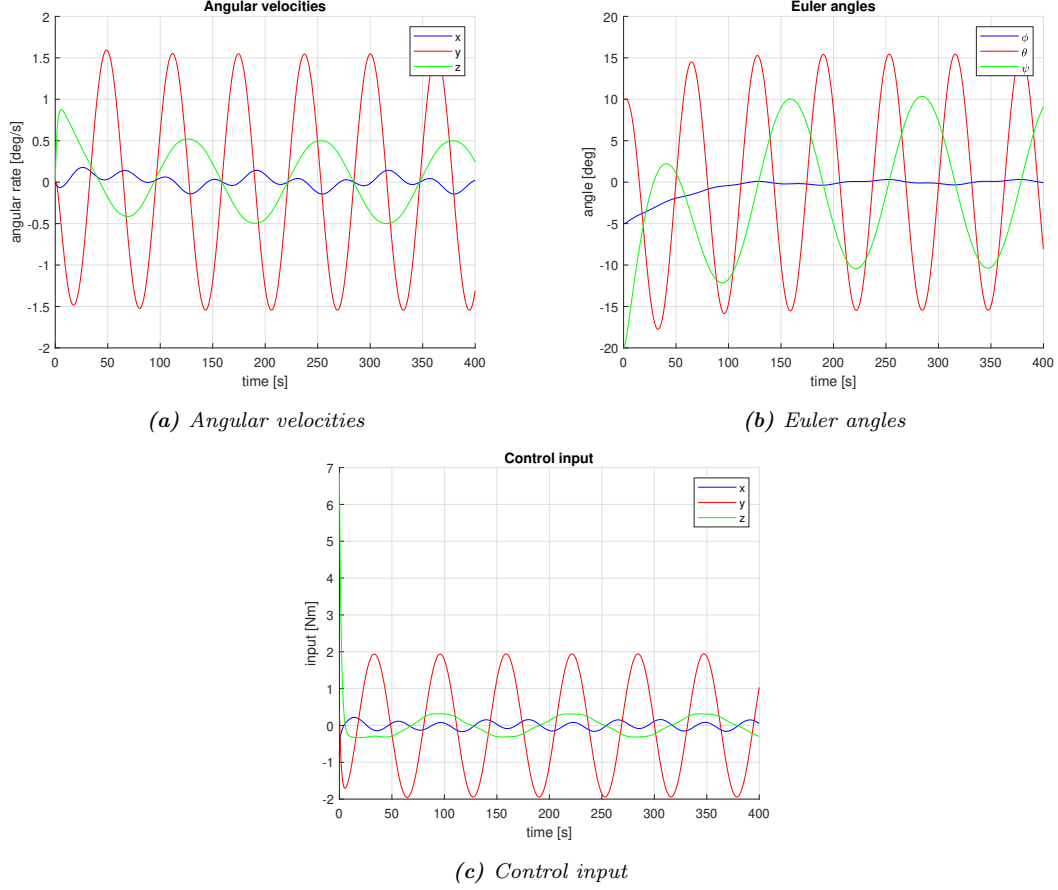 Angular velocities
2
1.5
1
0.5
0
-0.5
-1
-1.5
-2
angular rate [deg/s]
x
y
z
0 50 100 150 200 250 300 350 400
time [s]
(a) Angular velocities
Euler angles
20
15
10
5
0
-5
-10
-15
-20
angle [deg]
ϕ
θ
ψ
0 50 100 150 200 250 300 350 400
time [s]
(b) Euler angles
Control input
7
6
5
4
3
2
1
0
-1
-2
input [Nm]
x
y
z
0 50 100 150 200 250 300 350 400
time [s]
(c) Control input